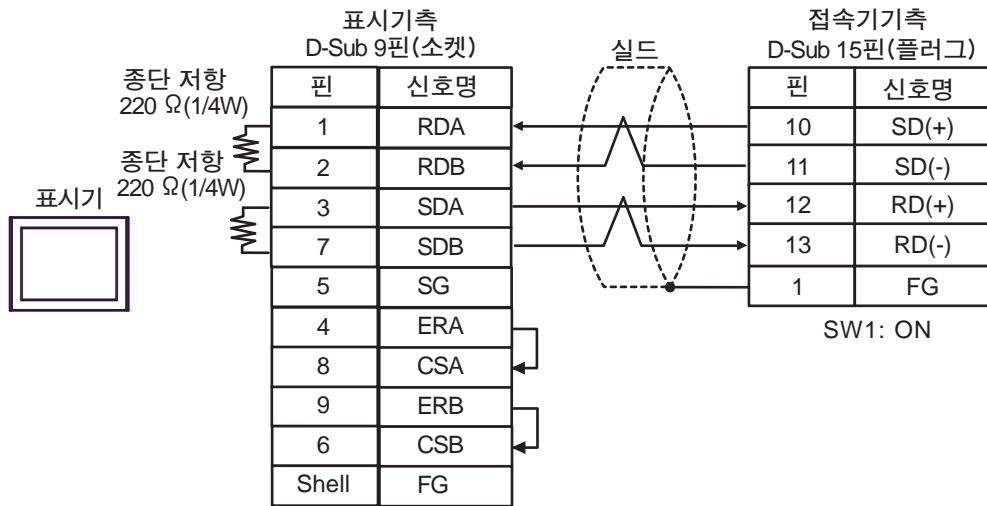 표시기측
D-Sub 9핀(소켓)
실드
접속기기측
D-Sub 15핀(플러그)
종단 저항
220 Ω(1/4W)
종단 저항
220 Ω(1/4W)
표시기
핀 신호명
1 RDA
2 RDB
3 SDA
7 SDB
5 SG
4 ERA
8 CSA
9 ERB
6 CSB
Shell FG
핀 신호명
10 SD(+)
11 SD(-)
12 RD(+)
13 RD(-)
1 FG
SW1: ON